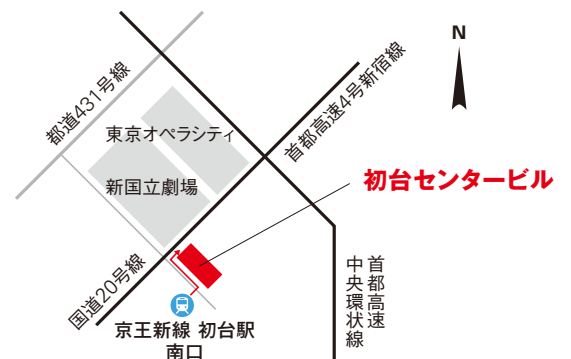 N
都道431号線
首都高速4号新宿線
東京オペラシティ
新国立劇場
初台センタービル
国道20号線
首都高速
中央環状線
京王新線 初台駅
南口